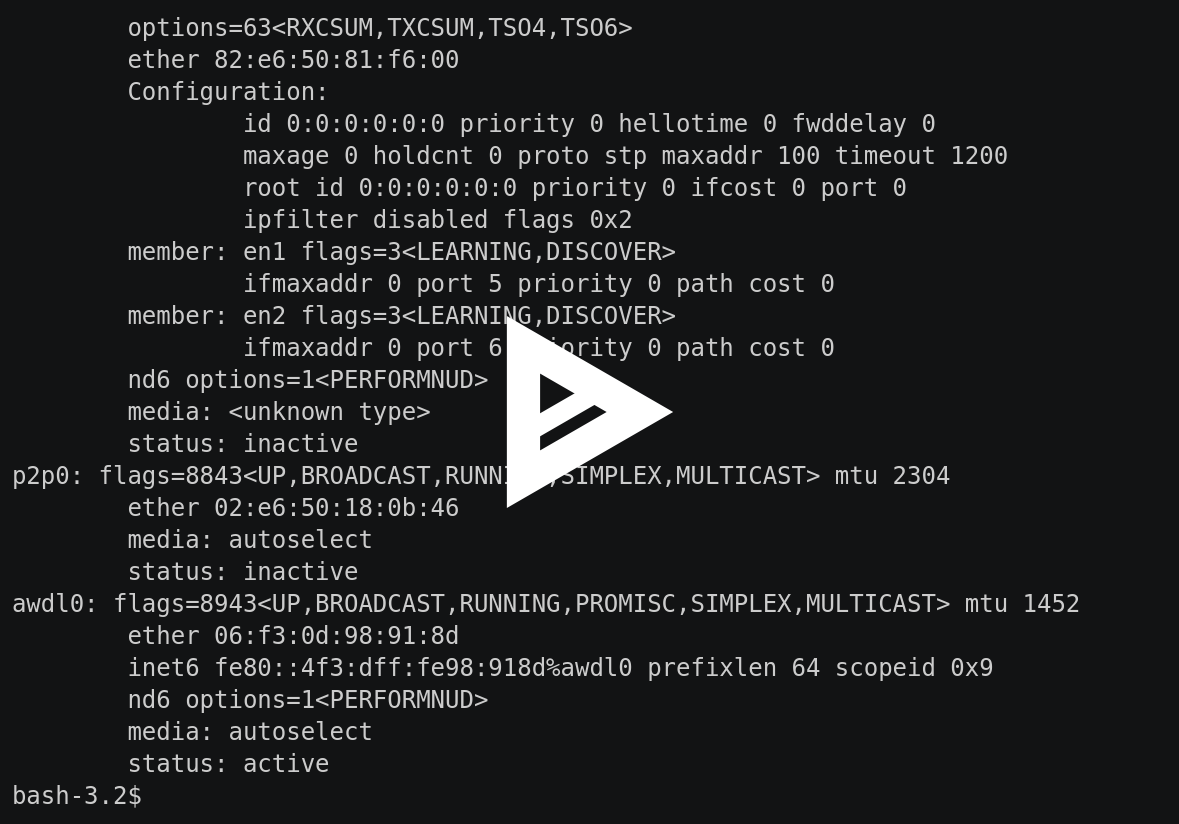 options=63<RXCSUM,TXCSUM,TSO4,TSO6>
ether 82:e6:50:81:f6:00
Configuration:
id 0:0:0:0:0:0 priority 0 hellotime 0 fwddelay 0
maxage 0 holdcnt 0 proto stp maxaddr 100 timeout 1200
root id 0:0:0:0:0:0 priority 0 ifcost 0 port 0
ipfilter disabled flags 0x2
member: en1 flags=3<LEARNING,DISCOVER>
ifmaxaddr 0 port 5 priority 0 path cost 0
member: en2 flags=3<LEARNING,DISCOVER>
ifmaxaddr 0 port 6 0 path cost 0
nd6 options=1<PERFORMNUD>
media: <unknown type>
status: inactive
p2p0: flags=8843<UP,BROADCAST,RUNNING,SIMPLEX,MULTICAST> mtu 2304
ether 02:e6:50:18:0b:46
media: autoselect
status: inactive
awdl0: flags=8943<UP,BROADCAST,RUNNING,PROMISC,SIMPLEX,MULTICAST> mtu 1452
ether 06:f3:0d:98:91:8d
inet6 fe80::4f3:dff:fe98:918d%awdl0 prefixlen 64 scopeid 0x9
nd6 options=1<PERFORMNUD>
media: autoselect
status: active
bash-3.2$